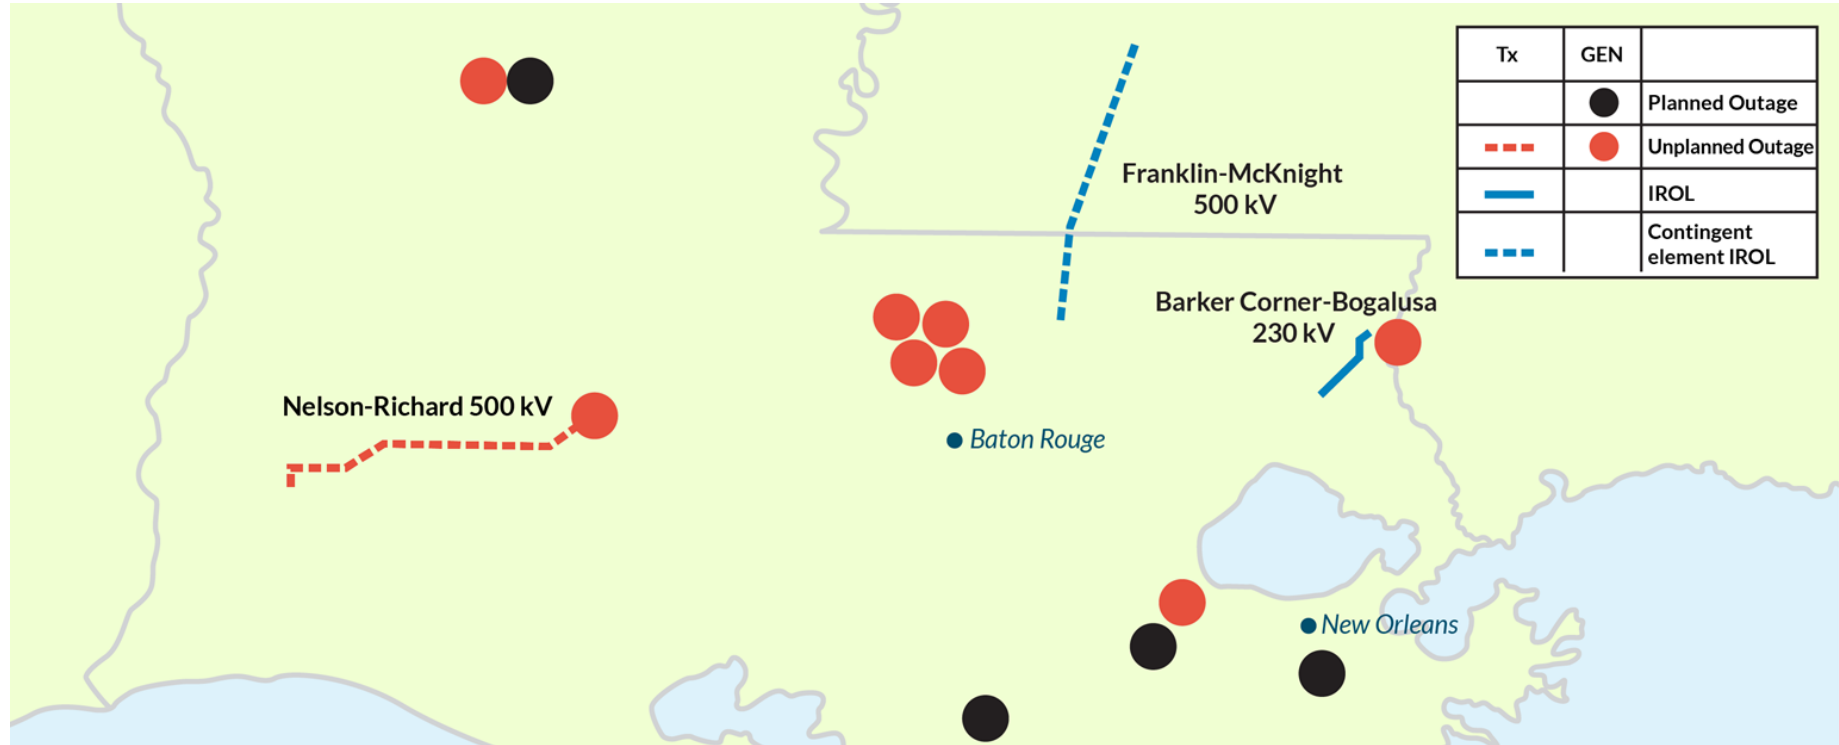 Tx GEN
Planned Outage
Unplanned Outage
IROL
Contingent
element IROL
Franklin-McKnight
500 kV
Barker Corner-Bogalusa
230 kV
Nelson-Richard 500 kV
Baton Rouge
New Orleans